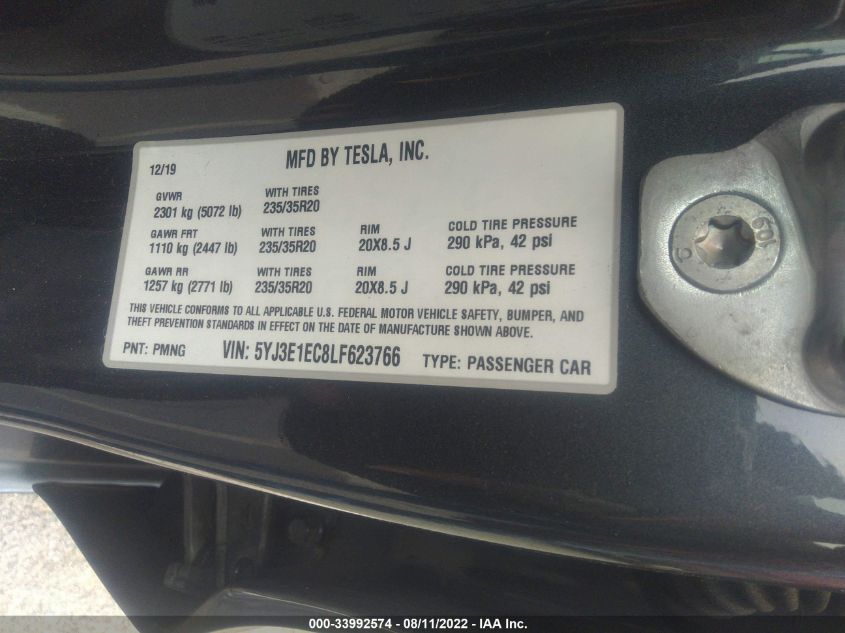 MFD BY TESLA, INC.
12/19
GVWR WITH TIRES
2301 kg (5072 lb) 235/35R20
GAWR FRT WITH TIRES RIM COLD TIRE PRESSURE
1110 kg (2447 lb) 235/35R20 20X8.5 J 290 kPa, 42 psi
GAWR RR WITH TIRES RIM COLD TIRE PRESSURE
1257 kg (2771 lb) 235/35R20 20X8.5 J 290 kPa, 42 psi
THIS VEHICLE CONFORMS TO ALL APPLICABLE U.S. FEDERAL MOTOR VEHICLE SAFETY, BUMPER, AND
THEFT PREVENTION STANDARDS IN EFFECT ON THE DATE OF MANUFACTURE SHOWN ABOVE.
PNT: PMNG VIN: 5YJ3E1EC8LF623766 TYPE: PASSENGER CAR
000-33992574 - 08/11/2022 - IAA Inc.